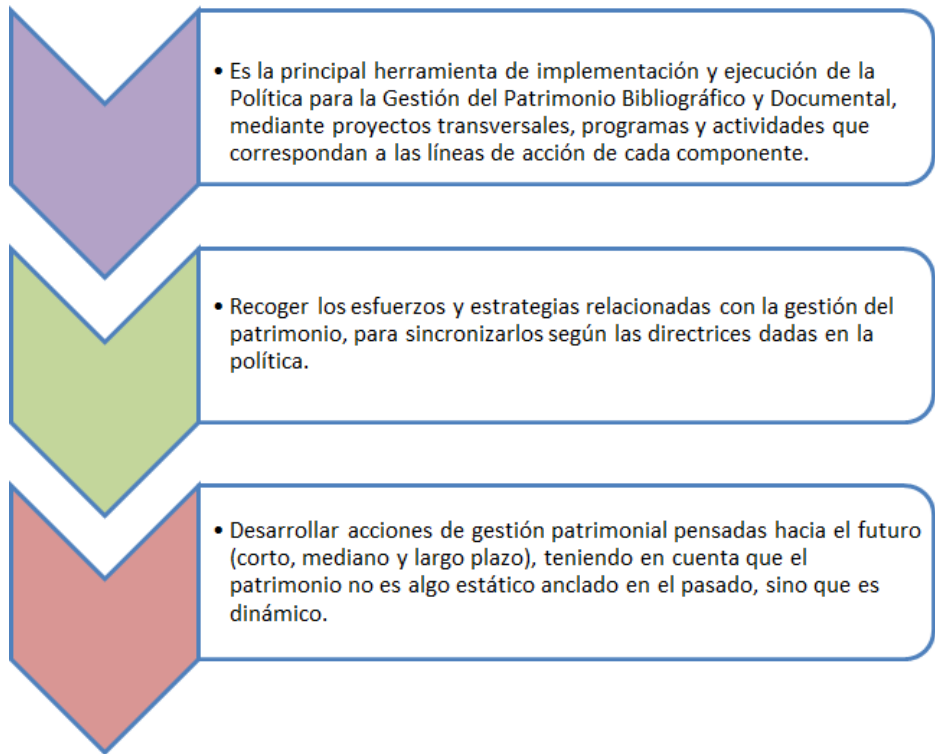 • Es la principal herramienta de implementación y ejecución de la
Política para la Gestión del Patrimonio Bibliográfico y Documental,
mediante proyectos transversales, programas y actividades que
correspondan a las líneas de acción de cada componente.
• Recoger los esfuerzos y estrategias relacionadas con la gestión del
patrimonio, para sincronizarlos según las directrices dadas en la
política.
• Desarrollar acciones de gestión patrimonial pensadas hacia el futuro
(corto, mediano y largo plazo), teniendo en cuenta que el
patrimonio no es algo estático anclado en el pasado, sino que es
dinámico.